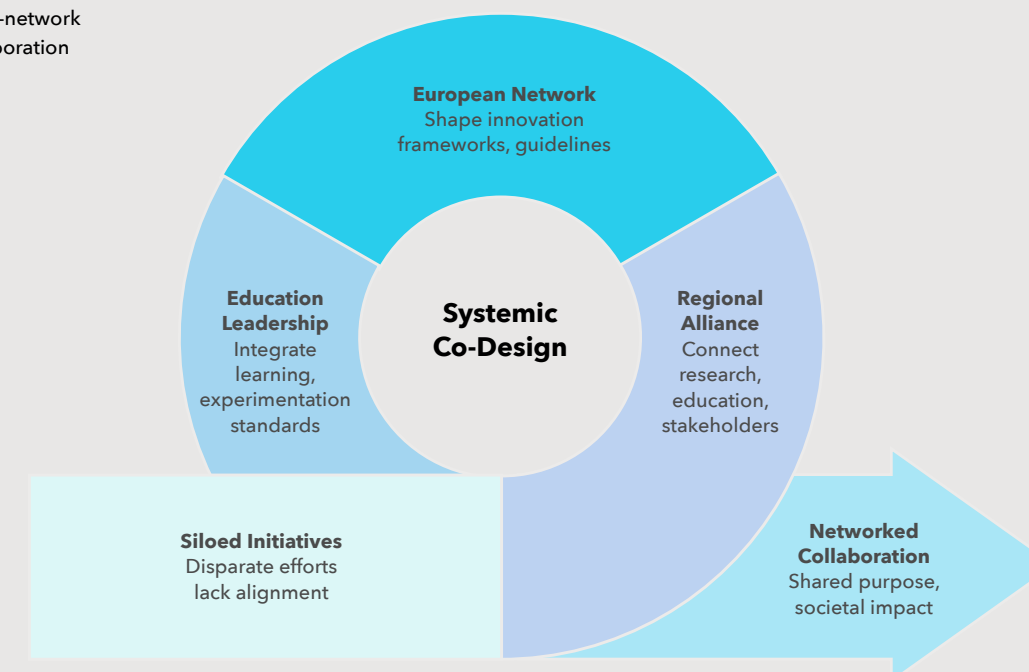 -network
oration
European Network
Shape innovation
frameworks, guidelines
Education
Leadership
Integrate
learning,
experimentation
standards
Systemic
Co-Design
Regional
Alliance
Connect
research,
education,
stakeholders
Siloed Initiatives
Disparate efforts
lack alignment
Networked
Collaboration
Shared purpose,
societal impact